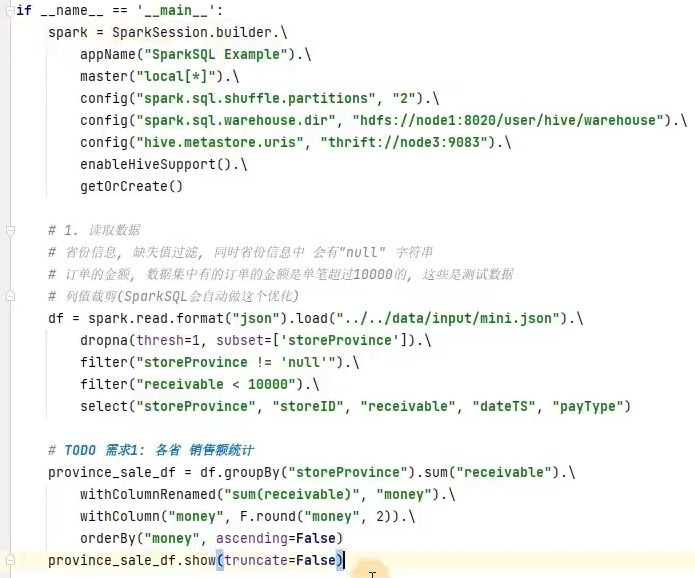 if __name__ == '__main__':
    spark = SparkSession.builder.\
        appName("SparkSQL Example").\
        master("local[*]").\
        config("spark.sql.shuffle.partitions", "2").\
        config("spark.sql.warehouse.dir", "hdfs://node1:8020/user/hive/warehouse").\
        config("hive.metastore.uris", "thrift://node3:9083").\
        enableHiveSupport().\
        getOrCreate()
    # 1. 读取数据
    # 省份信息, 缺失值过滤, 同时省份信息中 会有"null" 字符串
    # 订单的金额, 数据集中有的订单的金额是单笔超过10000的, 这些是测试数据
    # 列值裁剪(SparkSQL会自动做这个优化)
    df = spark.read.format("json").load("../../data/input/mini.json").\
        dropna(thresh=1, subset=['storeProvince']).\
        filter("storeProvince != 'null'").\
        filter("receivable < 10000").\
        select("storeProvince", "storeID", "receivable", "dateTS", "payType")
    # TODO 需求1: 各省 销售额统计
    province_sale_df = df.groupBy("storeProvince").sum("receivable").\
        withColumnRenamed("sum(receivable)", "money").\
        withColumn("money", F.round("money", 2)).\
        orderBy("money", ascending=False)
    province_sale_df.show(truncate=False)